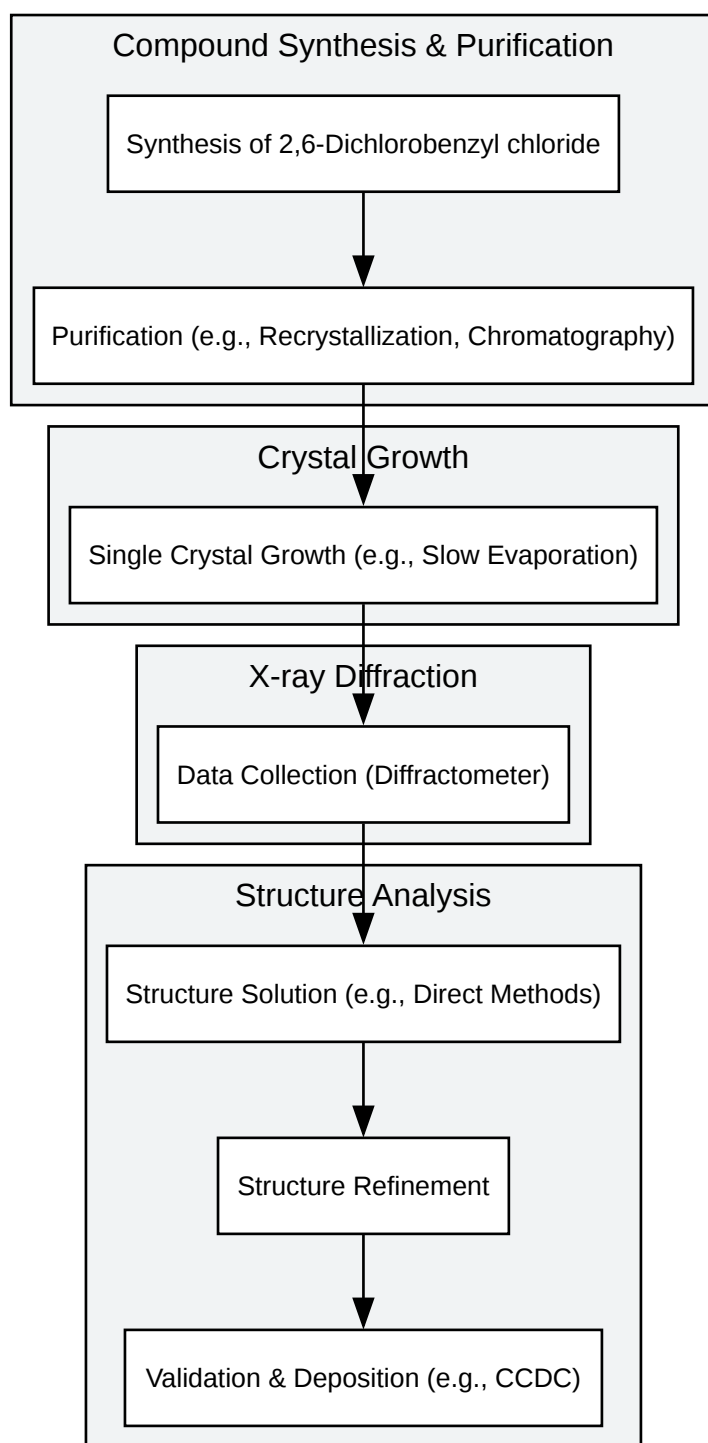 Compound Synthesis & Purification
Synthesis of 2,6-Dichlorobenzyl chloride
Purification (e.g., Recrystallization, Chromatography)
Crystal Growth
Single Crystal Growth (e.g., Slow Evaporation)
X-ray Diffraction
Data Collection (Diffractometer)
Structure Analysis
Structure Solution (e.g., Direct Methods)
Structure Refinement
Validation & Deposition (e.g., CCDC)